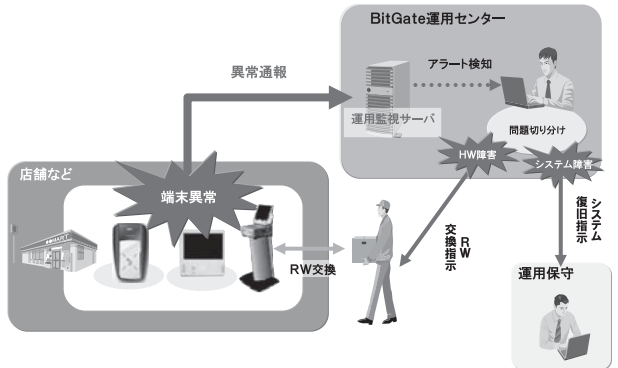 BitGate運用センター
アラート検知
異常通報
運用監視サーバ
問題切り分け
HW障害
システム障害
店舗など
端末異常
RW交換
RW
交換指示
システム
復旧指示
運用保守